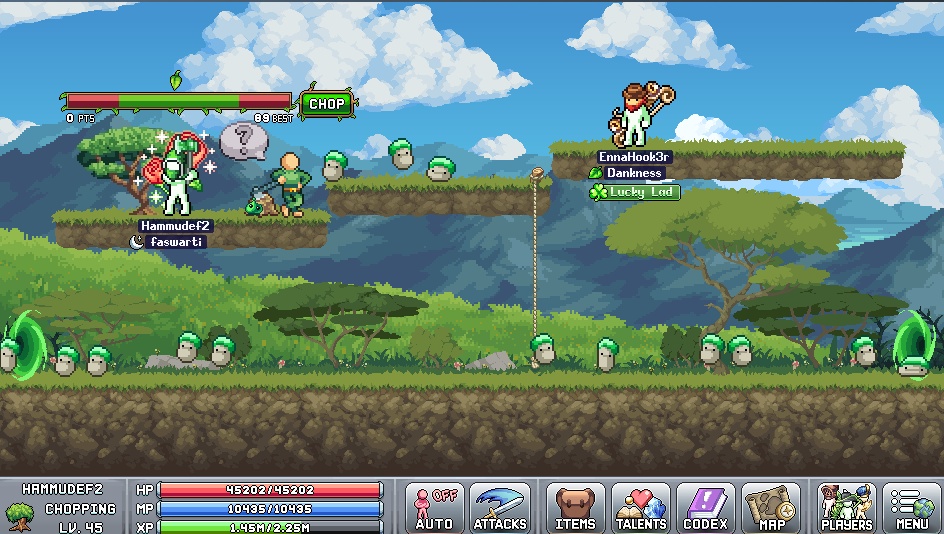 CHOP
0 PTS
89 BEST
?
EnnaHook3r
Dankness
Lucky Lad
Hammudef2
faswarti
HAMMUDEF2
CHOPPING
LV. 45
HP 45202/45202
MP 10435/10435
XP 1.45M/2.25M
OFF
AUTO
ATTACKS
ITEMS
TALENTS
CODEX
MAP
PLAYERS
MENU